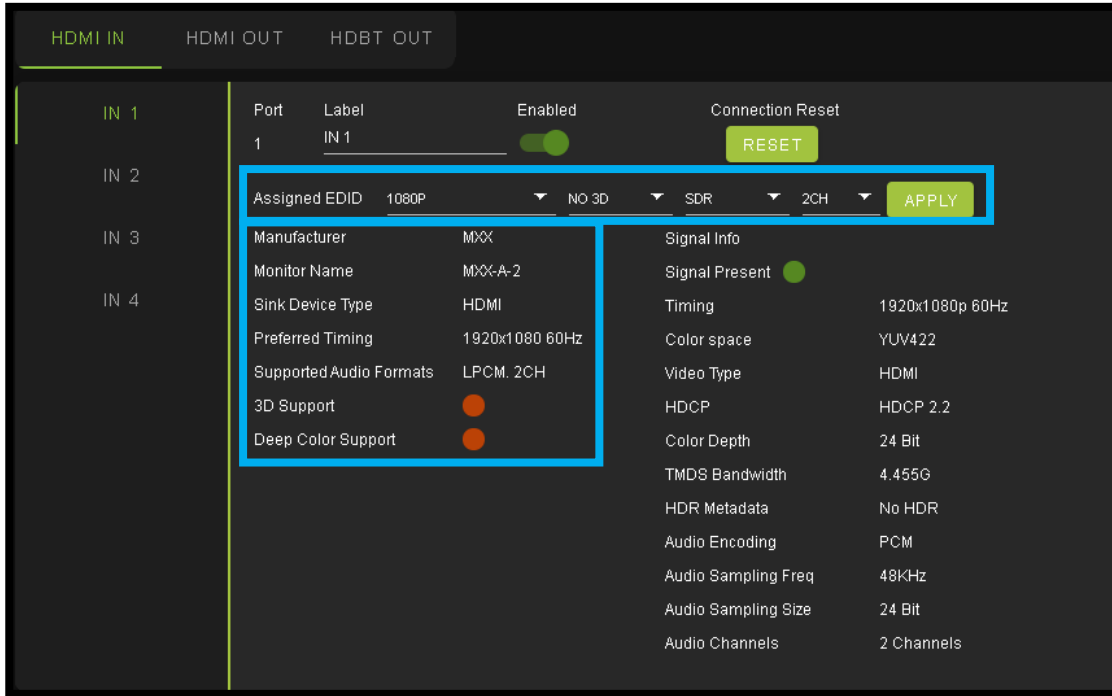 HDMI IN HDMI OUT HDBT OUT
IN 1
IN 2
IN 3
IN 4
Port Label Enabled Connection Reset
1 IN 1 RESET
Assigned EDID 1080P NO 3D SDR 2CH APPLY
Manufacturer MXX
Monitor Name MXX-A-2
Sink Device Type HDMI
Preferred Timing 1920x1080 60Hz
Supported Audio Formats LPCM. 2CH
3D Support
Deep Color Support
Signal Info
Signal Present
Timing 1920x1080p 60Hz
Color space YUV422
Video Type HDMI
HDCP HDCP 2.2
Color Depth 24 Bit
TMDS Bandwidth 4.455G
HDR Metadata No HDR
Audio Encoding PCM
Audio Sampling Freq 48KHz
Audio Sampling Size 24 Bit
Audio Channels 2 Channels